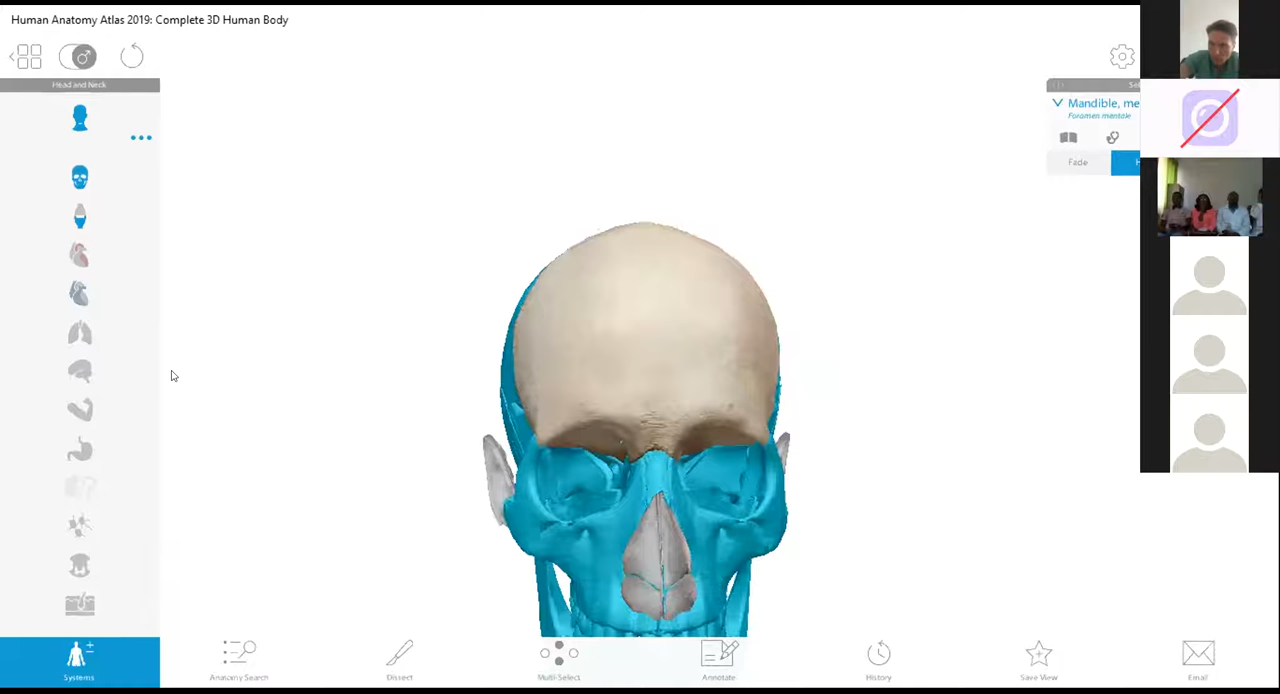 Human Anatomy Atlas 2019: Complete 3D Human Body
Head and Neck
Mandible, me
Foramen mentale
Fade
Systems
Anatomy Search
Dissect
Multi-Select
Annotate
History
Save View
Email